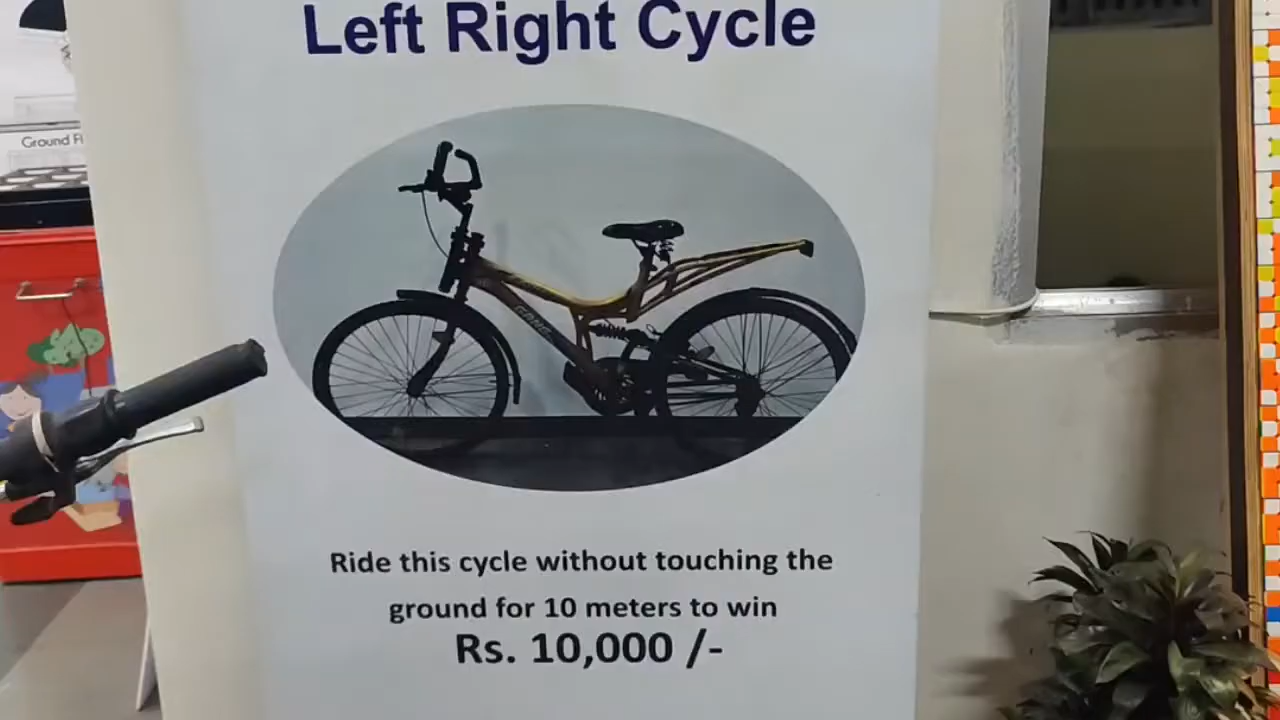 Left Right Cycle
Ground Fl
GANG
Ride this cycle without touching the
ground for 10 meters to win
Rs. 10,000 /-